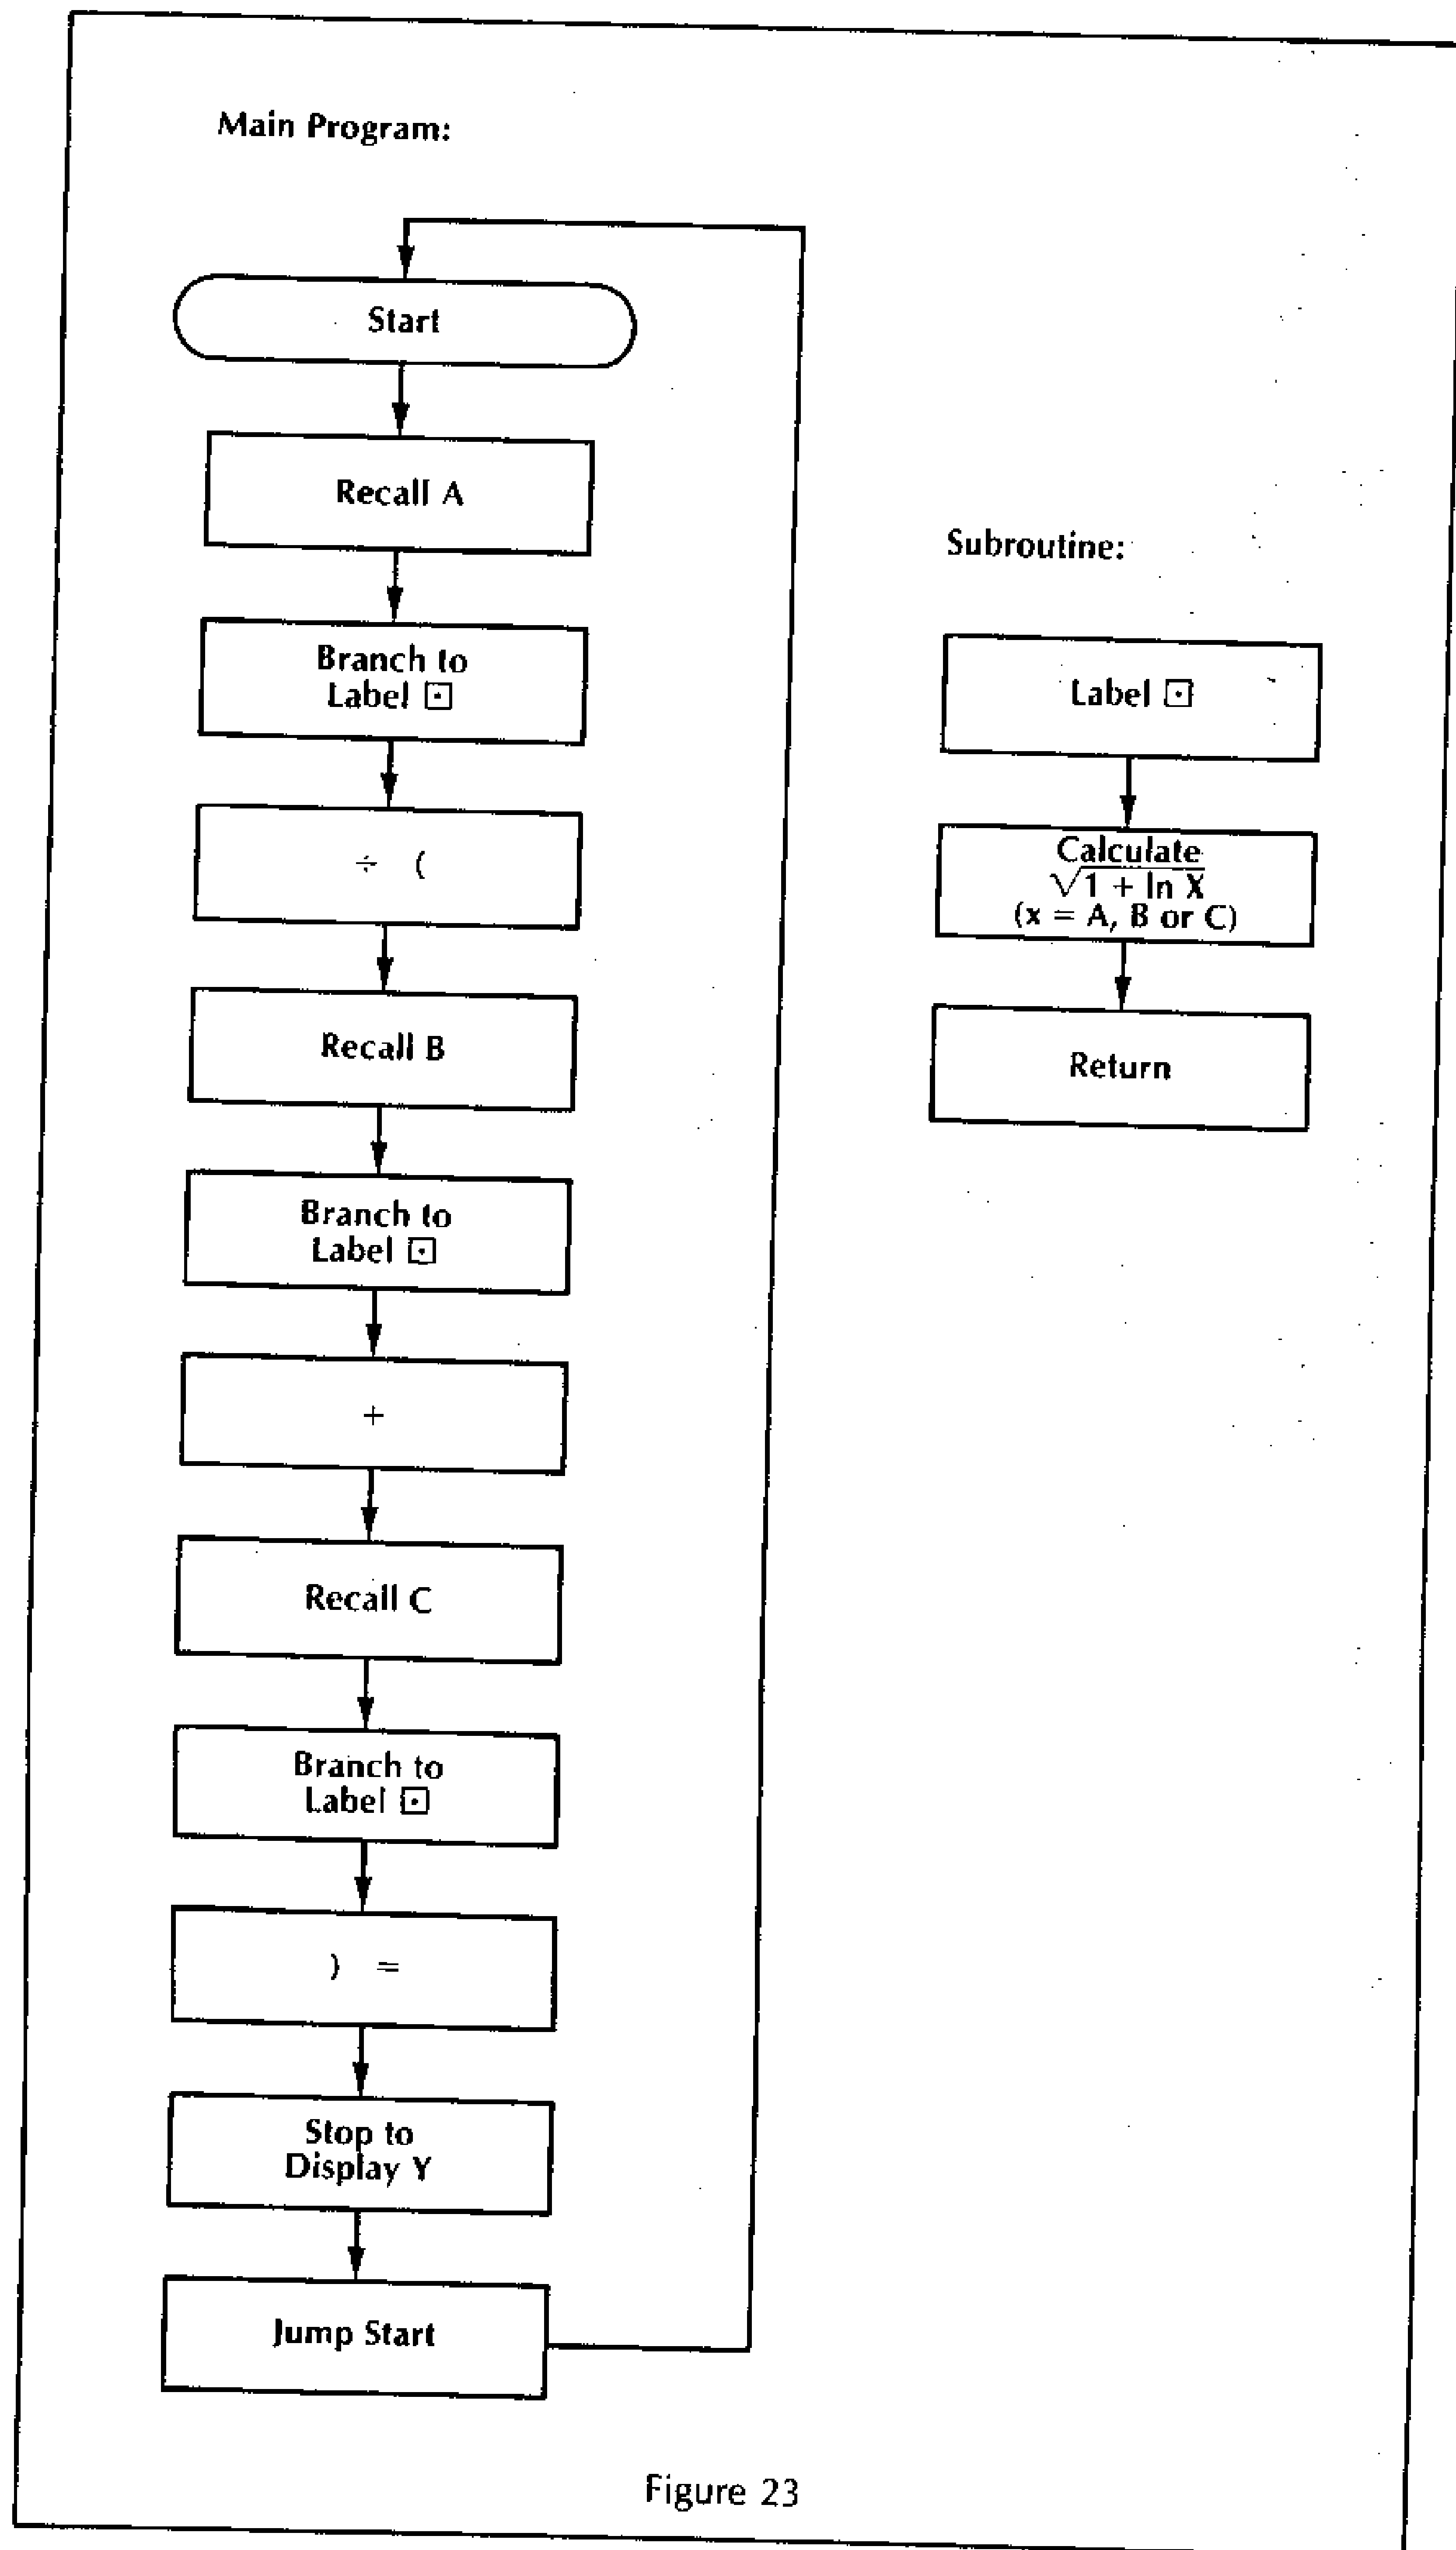 Main Program:
Start
Recall A
Branch to
Label ⊡
÷ (
Recall B
Branch to
Label ⊡
+
Recall C
Branch to
Label ⊡
) =
Stop to
Display Y
Jump Start
Subroutine:
Label ⊡
Calculate
√1 + ln X
(x = A, B or C)
Return
Figure 23